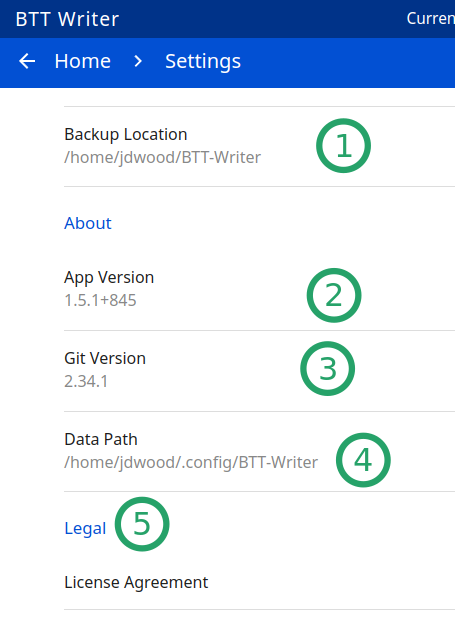 BTT Writer Curren
← Home > Settings
Backup Location
/home/jdwood/BTT-Writer
1
About
App Version
1.5.1+845
2
Git Version
2.34.1
3
Data Path
/home/jdwood/.config/BTT-Writer
4
Legal 5
License Agreement